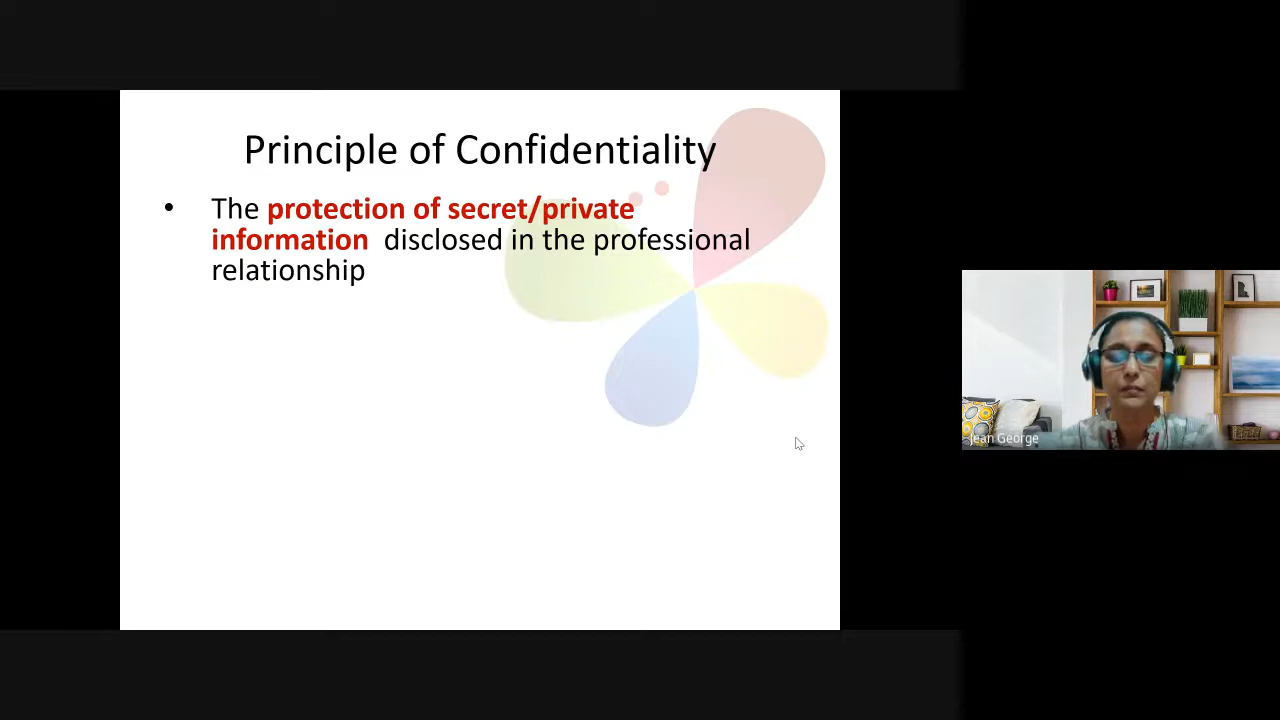 Principle of Confidentiality
• The protection of secret/private
information disclosed in the professional
relationship
Jean George